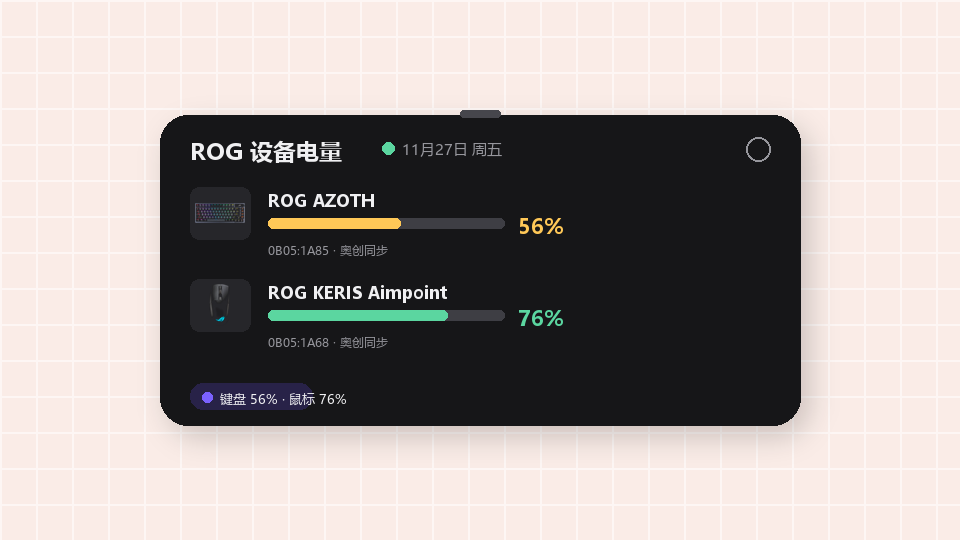 ROG 设备电量
11月27日 周五
ROG AZOTH
56%
0B05:1A85 · 奥创同步
ROG KERIS Aimpoint
76%
0B05:1A68 · 奥创同步
键盘 56% · 鼠标 76%